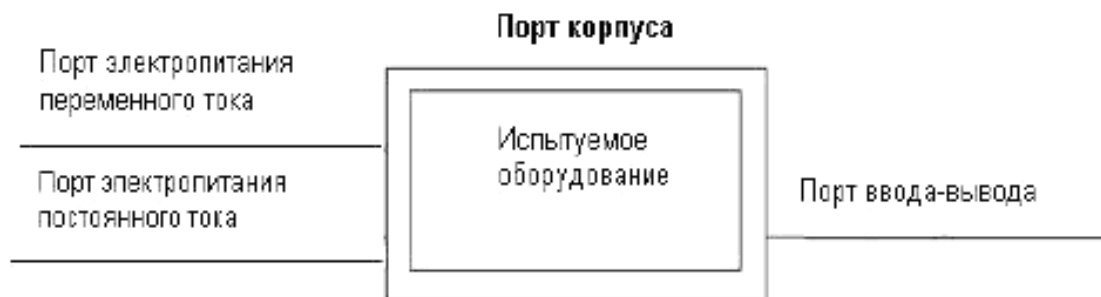 Порт корпуса
Порт электропитания
переменного тока
Испытуемое
оборудование
Порт электропитания
постоянного тока
Порт ввода-вывода